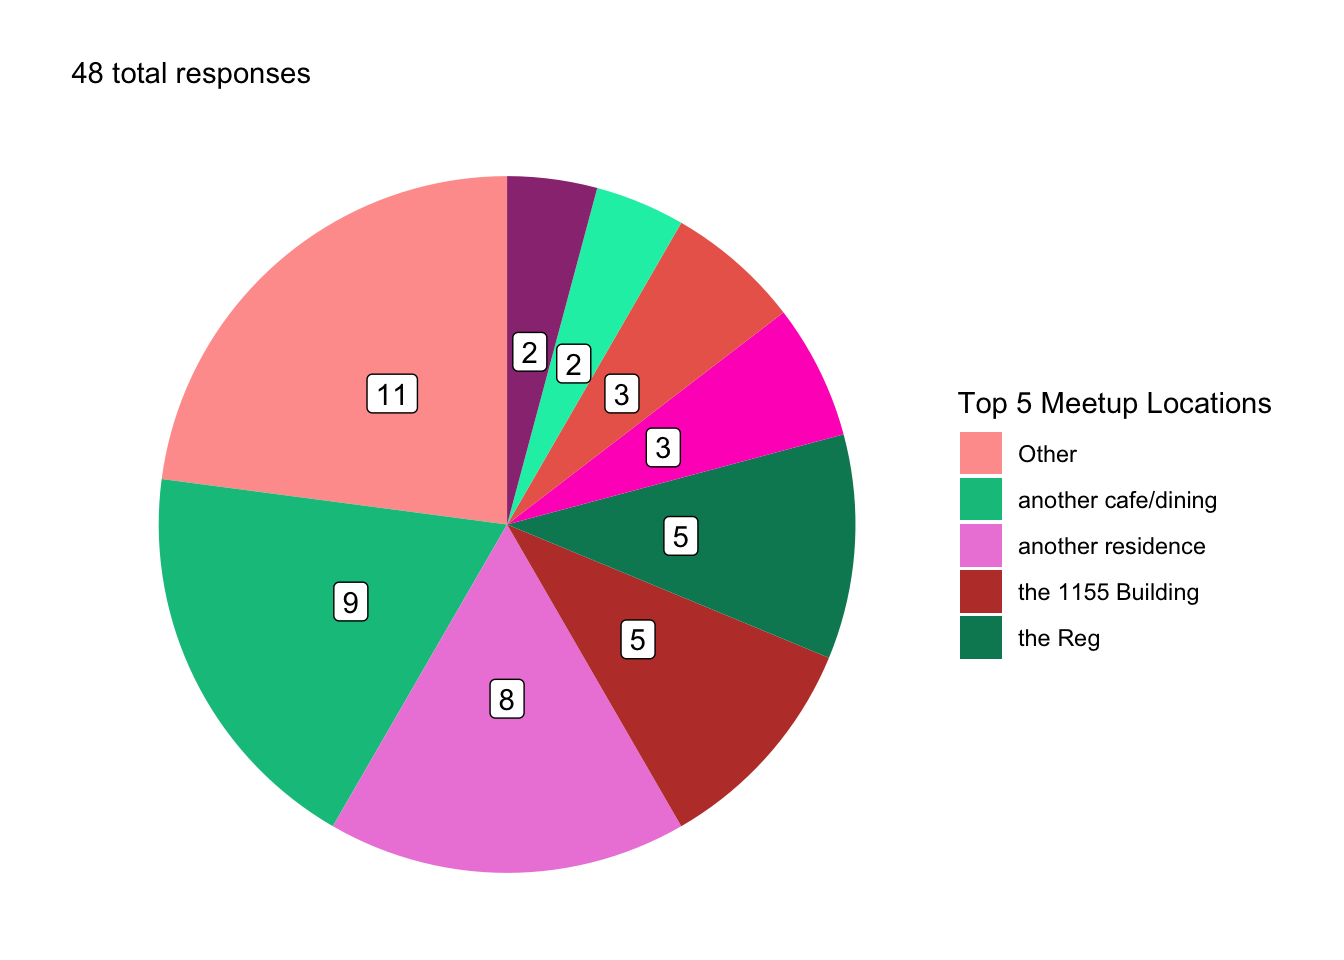 48 total responses
2
2
3
3
11
5
9
5
8
Top 5 Meetup Locations
Other
another cafe/dining
another residence
the 1155 Building
the Reg